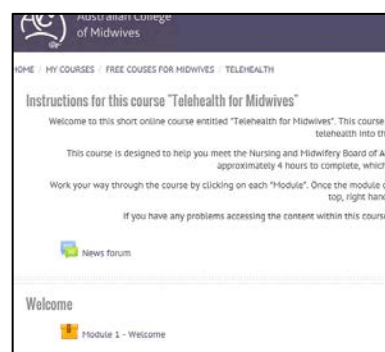 Australian College
of Midwives
HOME / MY COURSES / FREE COUSES FOR MIDWIVES / TELEHEALTH
Instructions for this course "Telehealth for Midwives"
Welcome to this short online course entitled "Telehealth for Midwives". This course
telehealth into th
This course is designed to help you meet the Nursing and Midwifery Board of A
approximately 4 hours to complete, which
Work your way through the course by clicking on each "Module". Once the module c
top, right hand
If you have any problems accessing the content within this course
News forum
Welcome
Module 1 - Welcome